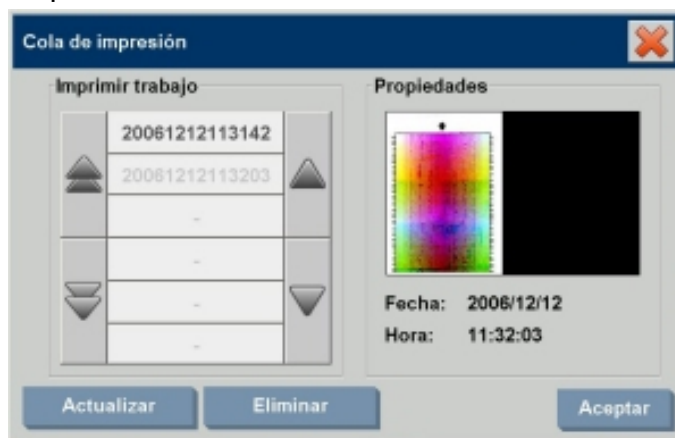 Cola de impresión
Imprimir trabajo
20061212113142
20061212113203
-
-
-
-
Propiedades
Fecha: 2006/12/12
Hora: 11:32:03
Actualizar
Eliminar
Aceptar